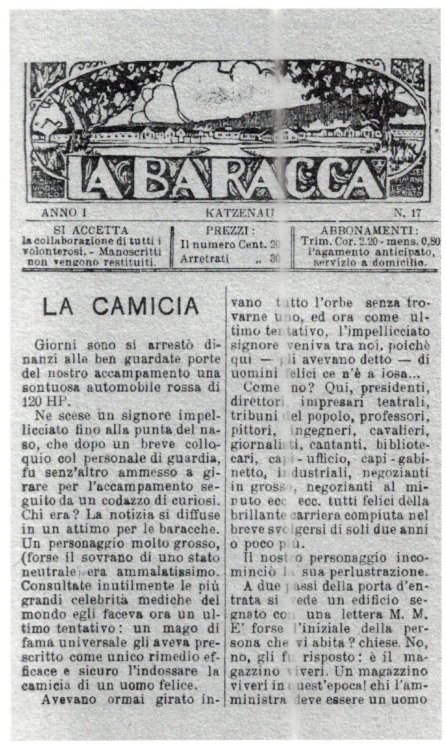 LA BARACCA
ANNO I KATZENAU N. 17
SI ACCETTA
la collaborazione di tutti i
volonterosi. - Manoscritti
non vengono restituiti.
PREZZI:
Il numero Cent. 20
Arretrati „ 30
ABBONAMENTI:
Trim. Cor. 2.20 - mens. 0,80
Pagamento anticipato,
servizio a domicilio.
LA CAMICIA
Giorni sono si arrestò di-
nanzi alle ben guardate porte
del nostro accampamento una
sontuosa automobile rossa di
120 HP.
Ne scese un signore impel-
licciato fino alla punta del na-
so, che dopo un breve collo-
quio col personale di guardia,
fu senz'altro ammesso a gi-
rare per l'accampamento se-
guito da un codazzo di curiosi.
Chi era? La notizia si diffuse
in un attimo per le baracche.
Un personaggio molto grosso,
(forse il sovrano di uno stato
neutrale) era ammalatissimo.
Consultate inutilmente le più
grandi celebrità mediche del
mondo egli faceva ora un ul-
timo tentativo: un mago di
fama universale gli aveva pre-
scritto come unico rimedio ef-
ficace e sicuro l'indossare la
camicia di un uomo felice.
Avevano ormai girato in-
vano tutto l'orbe senza tro-
varne uno, ed ora come ul-
timo tentativo, l'impellicciato
signore veniva tra noi, poichè
qui — gli avevano detto — di
uomini felici ce n'è a iosa...
Come no? Qui, presidenti,
direttori, impresari teatrali,
tribuni del popolo, professori,
pittori, ingegneri, cavalieri,
giornalisti, cantanti, bibliote-
cari, capi-ufficio, capi-gabi-
netto, industriali, negozianti
in grosso, negozianti al mi-
nuto ecc. ecc. tutti felici della
brillante carriera compiuta nel
breve svolgersi di soli due anni
o poco più.
Il nostro personaggio inco-
minciò la sua perlustrazione.
A due passi della porta d'en-
trata si vede un edificio se-
gnato con una lettera M. M.
E' forse l'iniziale della per-
sona che vi abita? chiese. No,
no, gli fu risposto: è il ma-
gazzino viveri. Un magazzino
viveri in quest'epoca! chi l'am-
ministra deve essere un uomo